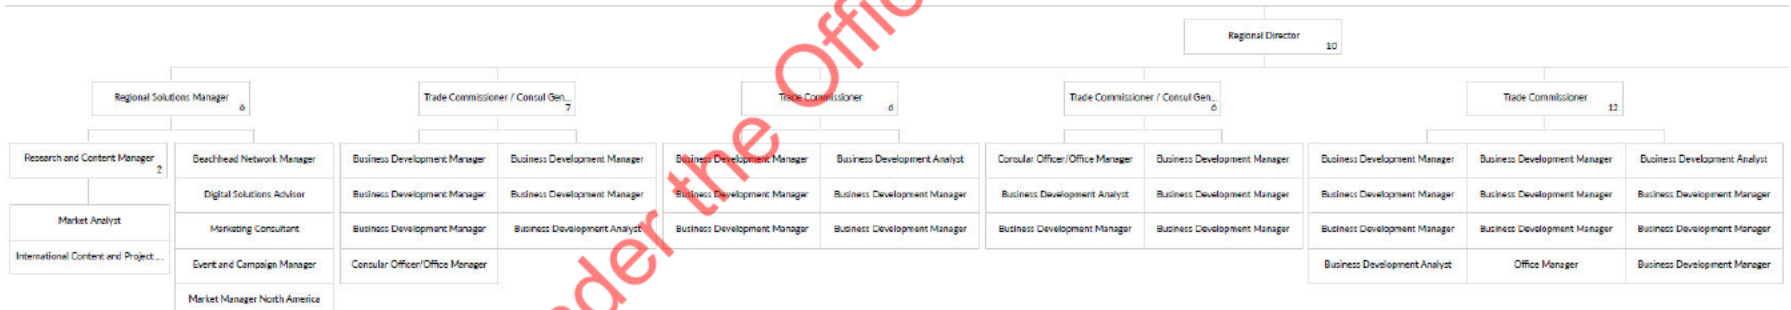 Regional Director
10
Regional Solutions Manager
6
Trade Commissioner / Consul Gen...
7
Trade Commissioner
6
Trade Commissioner / Consul Gen...
6
Trade Commissioner
12
Research and Content Manager
2
Market Analyst
International Content and Project ...
Beachhead Network Manager
Digital Solutions Advisor
Marketing Consultant
Event and Campaign Manager
Market Manager North America
Business Development Manager
Business Development Manager
Business Development Manager
Consular Officer/Office Manager
Business Development Manager
Business Development Manager
Business Development Analyst
Business Development Manager
Business Development Manager
Business Development Manager
Business Development Analyst
Business Development Manager
Business Development Manager
Consular Officer/Office Manager
Business Development Analyst
Business Development Manager
Business Development Manager
Business Development Manager
Business Development Manager
Business Development Manager
Business Development Manager
Business Development Manager
Business Development Analyst
Business Development Manager
Business Development Manager
Business Development Manager
Office Manager
Business Development Analyst
Business Development Manager
Business Development Manager
Business Development Manager
der the Offic